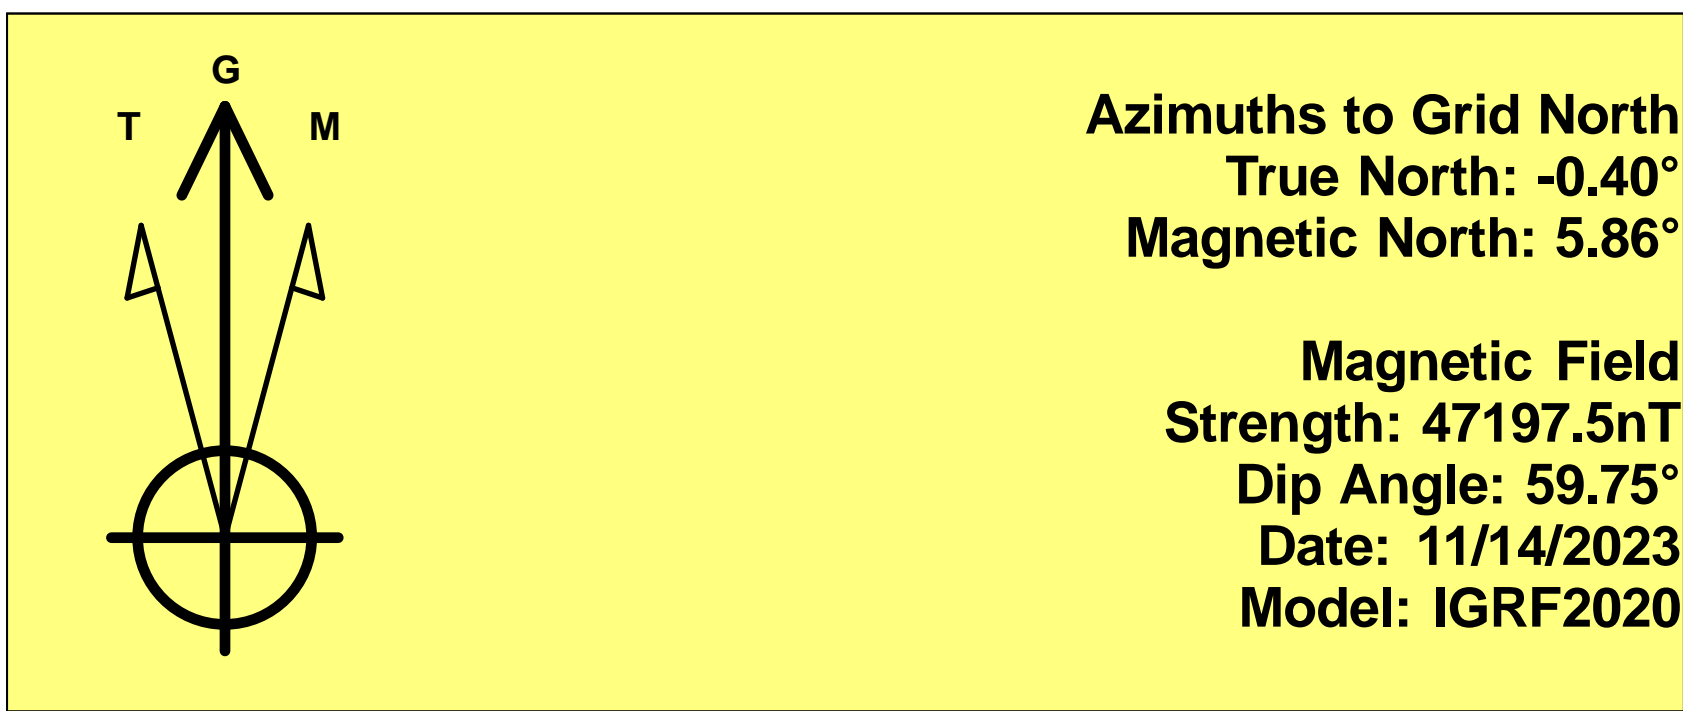 G
T
M
Azimuths to Grid North
True North: -0.40°
Magnetic North: 5.86°
Magnetic Field
Strength: 47197.5nT
Dip Angle: 59.75°
Date: 11/14/2023
Model: IGRF2020